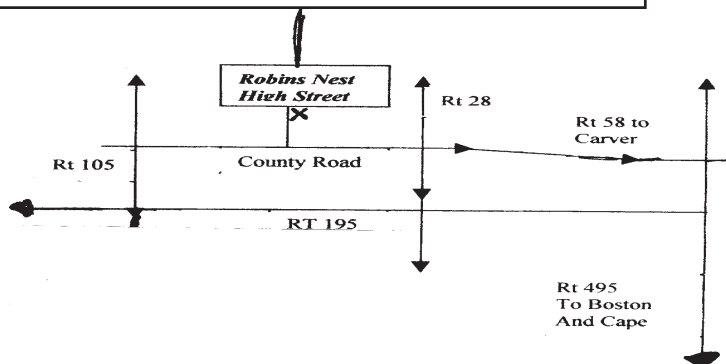 Robins Nest
High Street
X
Rt 28
Rt 58 to
Carver
Rt 105
County Road
RT 195
Rt 495
To Boston
And Cape